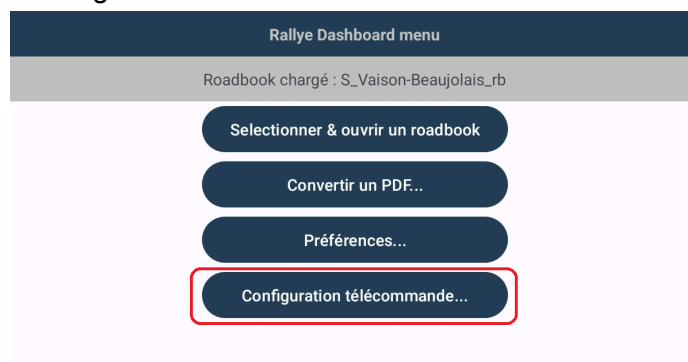 Rallye Dashboard menu
Roadbook chargé : S_Vaison-Beaujolais_rb
Selectionner & ouvrir un roadbook
Convertir un PDF...
Préférences...
Configuration télécommande...